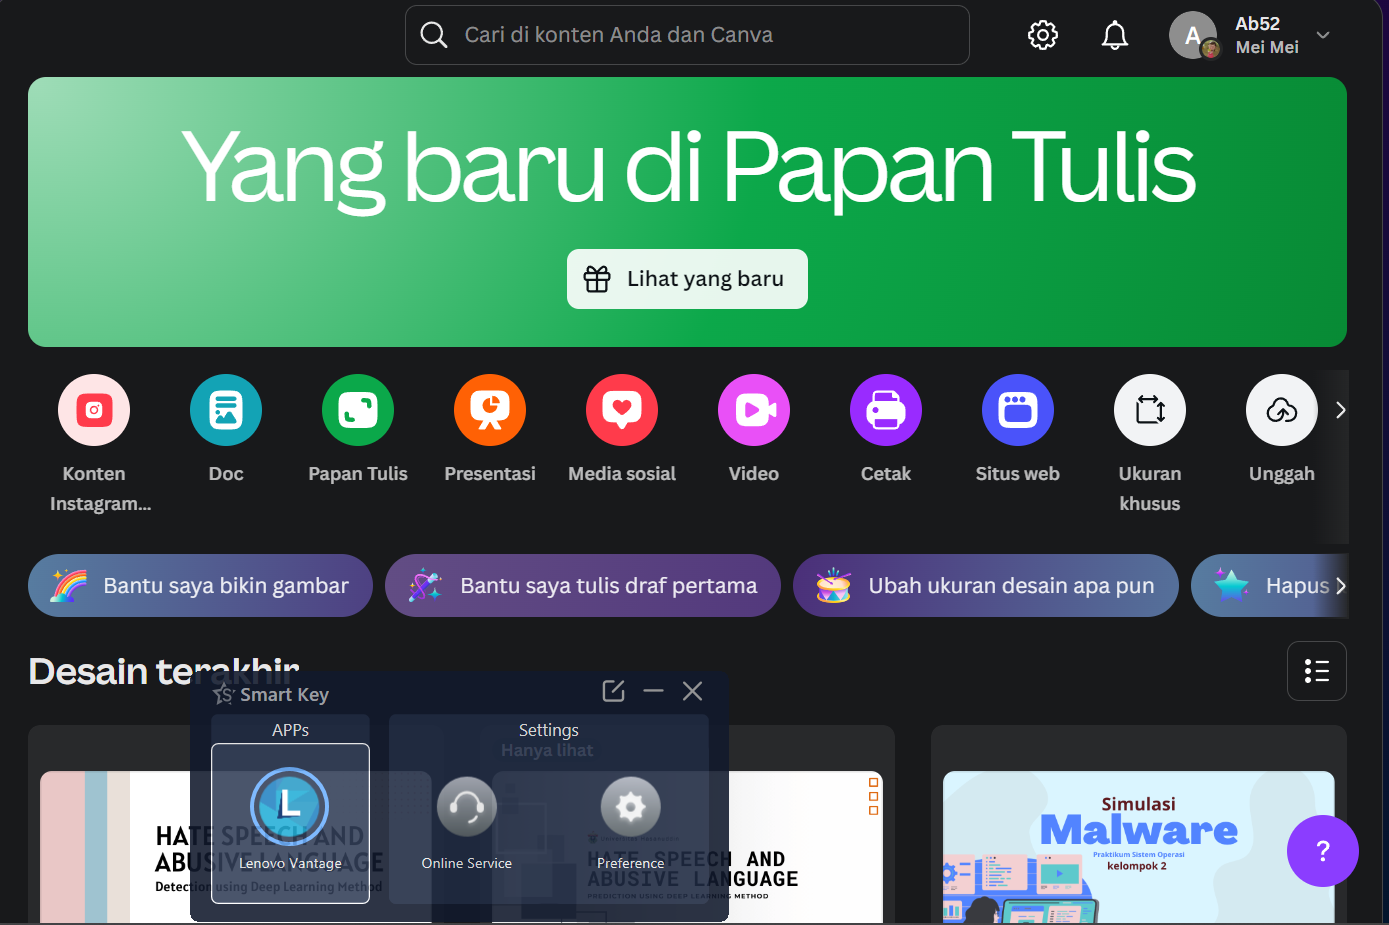 Cari di konten Anda dan Canva
A
Ab52
Mei Mei
Yang baru di Papan Tulis
Lihat yang baru
Konten
Instagram...
Doc
Papan Tulis
Presentasi
Media sosial
Video
Cetak
Situs web
Ukuran
khusus
Unggah
Bantu saya bikin gambar
Bantu saya tulis draf pertama
Ubah ukuran desain apa pun
Hapus
Desain terakhir
Smart Key
APPs
Settings
Hanya lihat
L
Lenovo Vantage
Online Service
Preference
HATE SPEECH AND
ABUSIVE LANGUAGE
Detection using Deep Learning Method
HATE SPEECH AND
ABUSIVE LANGUAGE
PREDICTION USING DEEP LEARNING METHOD
Simulasi
Malware
Praktikum Sistem Operasi
kelompok 2
?